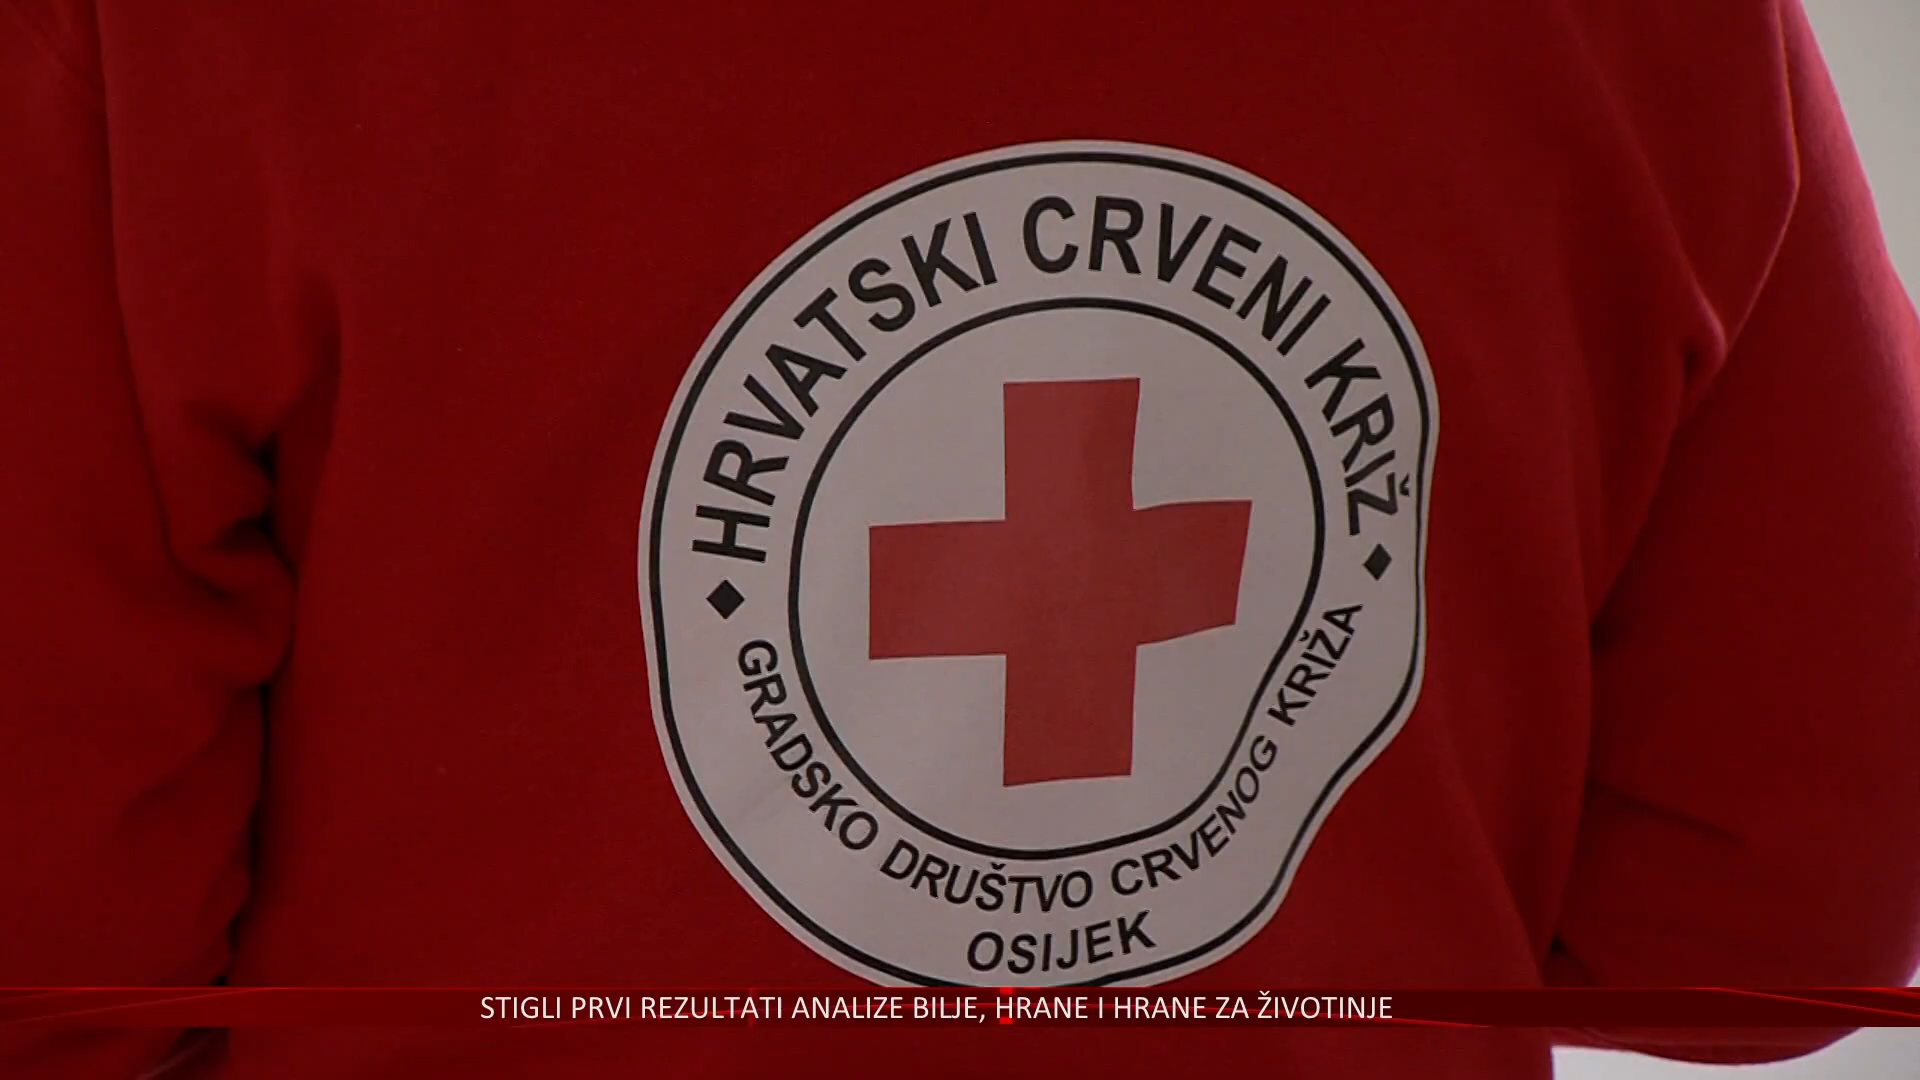 HRVATSKI CRVENI KRIŽ
GRADSKO DRUŠTVO CRVENOG KRIŽA
OSIJEK
STIGLI PRVI REZULTATI ANALIZE BILJE, HRANE I HRANE ZA ŽIVOTINJE